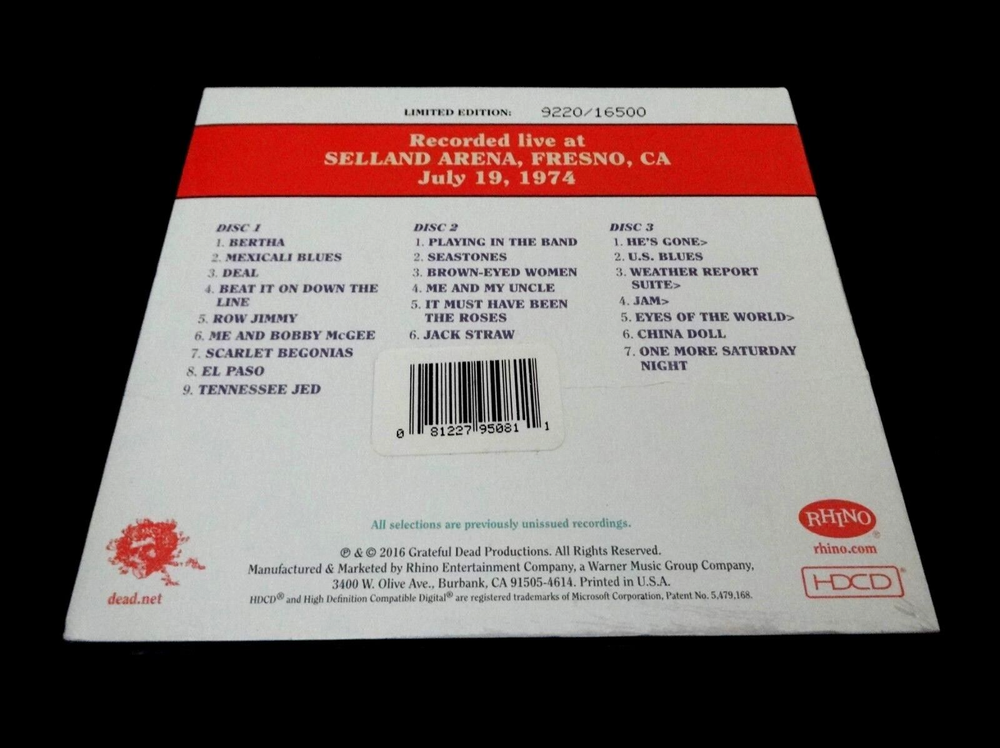 LIMITED EDITION: 9220/16500
Recorded live at
SELLAND ARENA, FRESNO, CA
July 19, 1974
DISC 1
1. BERTHA
2. MEXICALI BLUES
3. DEAL
4. BEAT IT ON DOWN THE
LINE
5. ROW JIMMY
6. ME AND BOBBY McGEE
7. SCARLET BEGONIAS
8. EL PASO
9. TENNESSEE JED
DISC 2
1. PLAYING IN THE BAND
2. SEASTONES
3. BROWN-EYED WOMEN
4. ME AND MY UNCLE
5. IT MUST HAVE BEEN
THE ROSES
6. JACK STRAW
DISC 3
1. HE'S GONE>
2. U.S. BLUES
3. WEATHER REPORT
SUITE>
4. JAM>
5. EYES OF THE WORLD>
6. CHINA DOLL
7. ONE MORE SATURDAY
NIGHT
0 81227 95081 1
All selections are previously unissued recordings.
℗ & © 2016 Grateful Dead Productions. All Rights Reserved.
Manufactured & Marketed by Rhino Entertainment Company, a Warner Music Group Company,
3400 W. Olive Ave., Burbank, CA 91505-4614. Printed in U.S.A.
HDCD® and High Definition Compatible Digital® are registered trademarks of Microsoft Corporation, Patent No. 5,479,168.
dead.net
RHINO®
rhino.com
HDCD®